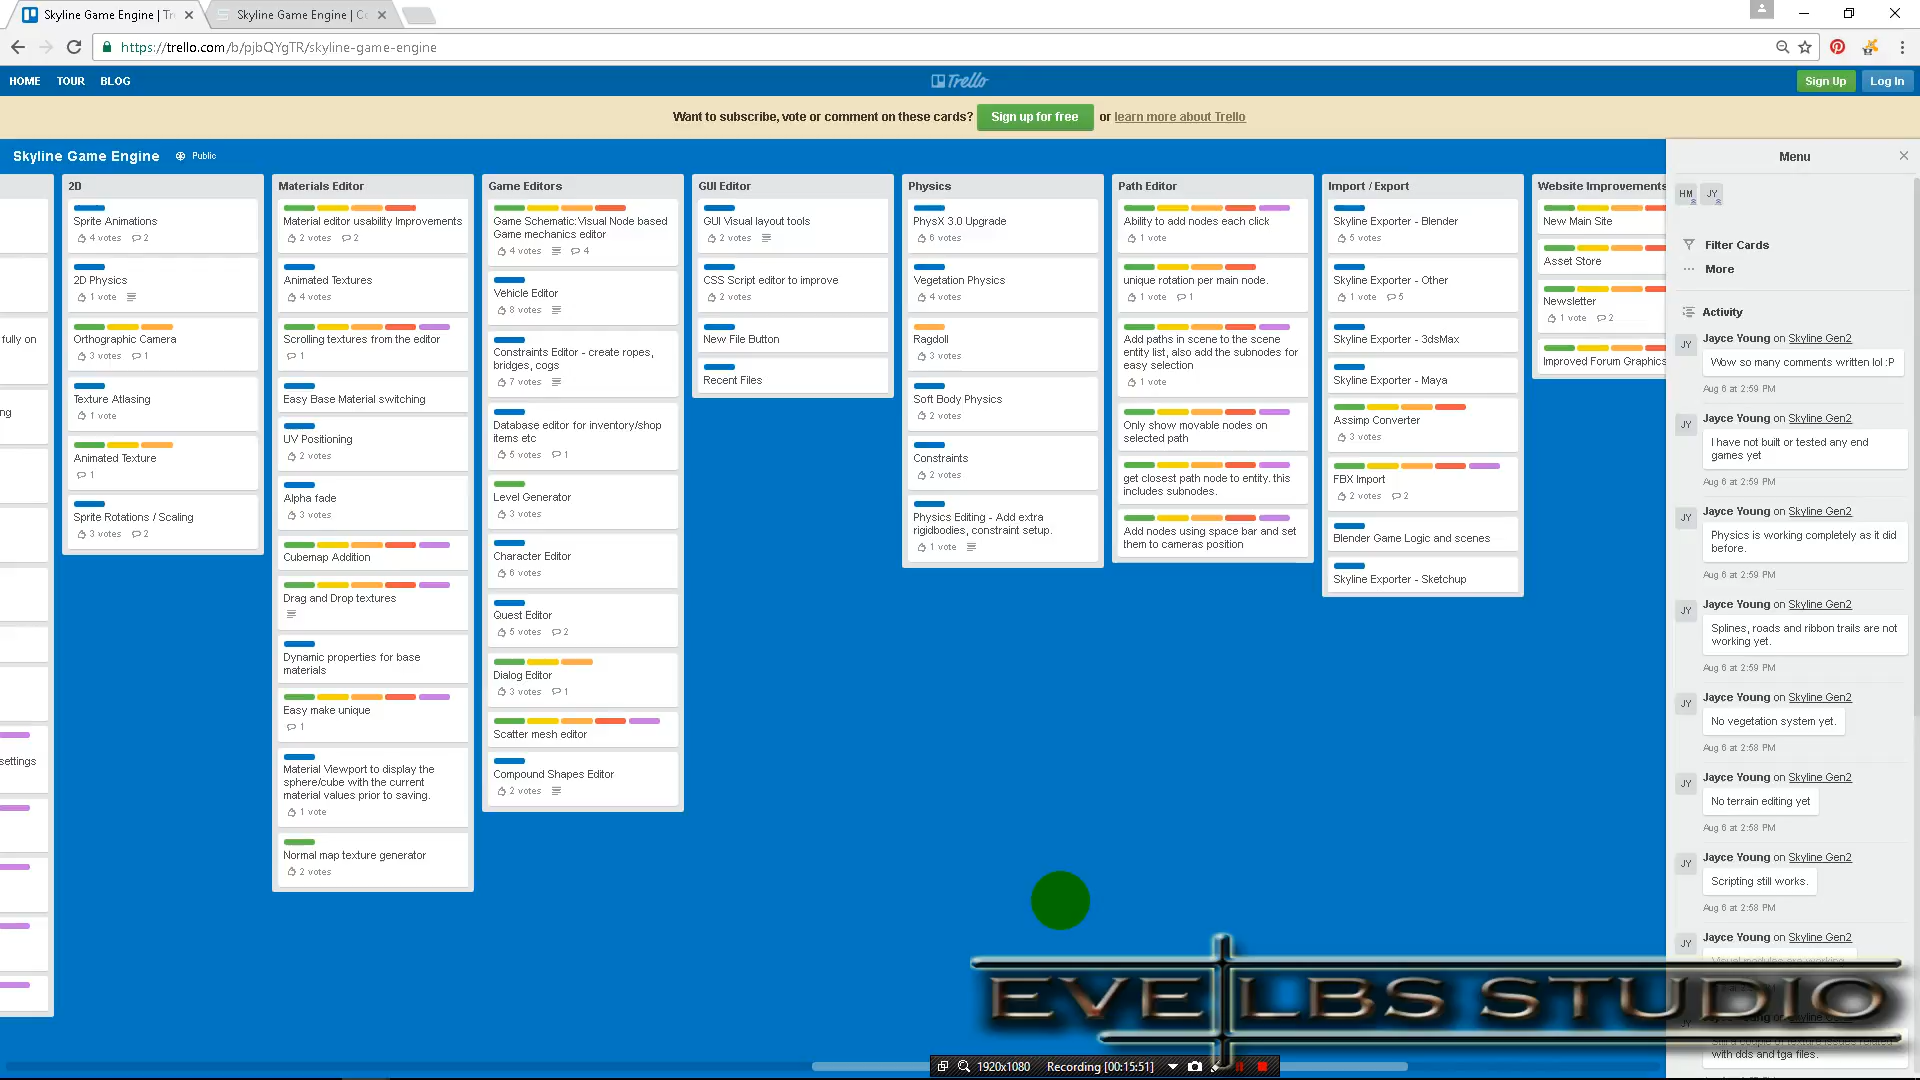 Skyline Game Engine | Tr
Skyline Game Engine | Co
https://trello.com/b/pjbQYgTR/skyline-game-engine
HOME
TOUR
BLOG
Trello
Sign Up
Log In
Want to subscribe, vote or comment on these cards?
Sign up for free
or learn more about Trello
Skyline Game Engine
Public
fully on
ng
settings
2D
Sprite Animations
4 votes 2
2D Physics
1 vote
Orthographic Camera
3 votes 1
Texture Atlasing
1 vote
Animated Texture
1
Sprite Rotations / Scaling
3 votes 2
Materials Editor
Material editor usability Improvements
2 votes 2
Animated Textures
4 votes
Scrolling textures from the editor
1
Easy Base Material switching
UV Positioning
2 votes
Alpha fade
3 votes
Cubemap Addition
Drag and Drop textures
Dynamic properties for base
materials
Easy make unique
1
Material Viewport to display the
sphere/cube with the current
material values prior to saving.
1 vote
Normal map texture generator
2 votes
Game Editors
Game Schematic:Visual Node based
Game mechanics editor
4 votes 4
Vehicle Editor
8 votes
Constraints Editor - create ropes,
bridges, cogs
7 votes
Database editor for inventory/shop
items etc
5 votes 1
Level Generator
3 votes
Character Editor
6 votes
Quest Editor
5 votes 2
Dialog Editor
3 votes 1
Scatter mesh editor
Compound Shapes Editor
2 votes
GUI Editor
GUI Visual layout tools
2 votes
CSS Script editor to improve
2 votes
New File Button
Recent Files
Physics
PhysX 3.0 Upgrade
6 votes
Vegetation Physics
4 votes
Ragdoll
3 votes
Soft Body Physics
2 votes
Constraints
2 votes
Physics Editing - Add extra
rigidbodies, constraint setup.
1 vote
Path Editor
Ability to add nodes each click
1 vote
unique rotation per main node.
1 vote 1
Add paths in scene to the scene
entity list, also add the subnodes for
easy selection
1 vote
Only show movable nodes on
selected path
get closest path node to entity. this
includes subnodes.
Add nodes using space bar and set
them to cameras position
Import / Export
Skyline Exporter - Blender
5 votes
Skyline Exporter - Other
1 vote 5
Skyline Exporter - 3dsMax
Skyline Exporter - Maya
Assimp Converter
3 votes
FBX Import
2 votes 2
Blender Game Logic and scenes
Skyline Exporter - Sketchup
Website Improvements
New Main Site
Asset Store
Newsletter
1 vote 2
Improved Forum Graphics
Menu
HM
JY
Filter Cards
More
Activity
JY
Jayce Young on Skyline Gen2
Wow so many comments written lol :P
Aug 6 at 2:59 PM
JY
Jayce Young on Skyline Gen2
I have not built or tested any end
games yet
Aug 6 at 2:59 PM
JY
Jayce Young on Skyline Gen2
Physics is working completely as it did
before.
Aug 6 at 2:59 PM
JY
Jayce Young on Skyline Gen2
Splines, roads and ribbon trails are not
working yet.
Aug 6 at 2:59 PM
JY
Jayce Young on Skyline Gen2
No vegetation system yet.
Aug 6 at 2:58 PM
JY
Jayce Young on Skyline Gen2
No terrain editing yet
Aug 6 at 2:58 PM
JY
Jayce Young on Skyline Gen2
Scripting still works.
Aug 6 at 2:58 PM
JY
Jayce Young on Skyline Gen2
with dds and tga files.
EVELBS STUDIO
1920x1080
Recording [00:15:51]